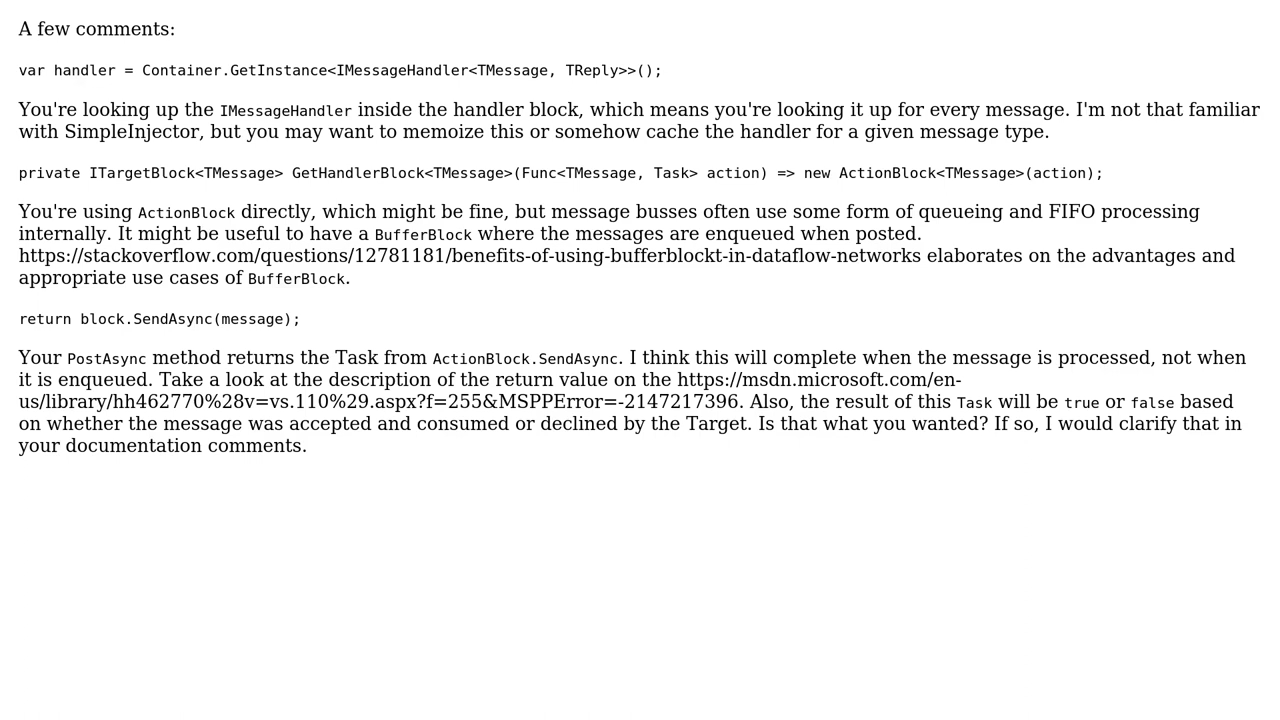 A few comments:
var handler = Container.GetInstance<IMessageHandler<TMessage, TReply>>();
You're looking up the IMessageHandler inside the handler block, which means you're looking it up for every message. I'm not that familiar
with SimpleInjector, but you may want to memoize this or somehow cache the handler for a given message type.
private ITargetBlock<TMessage> GetHandlerBlock<TMessage>(Func<TMessage, Task> action) => new ActionBlock<TMessage>(action);
You're using ActionBlock directly, which might be fine, but message busses often use some form of queueing and FIFO processing
internally. It might be useful to have a BufferBlock where the messages are enqueued when posted.
https://stackoverflow.com/questions/12781181/benefits-of-using-bufferblockt-in-dataflow-networks elaborates on the advantages and
appropriate use cases of BufferBlock.
return block.SendAsync(message);
Your PostAsync method returns the Task from ActionBlock.SendAsync. I think this will complete when the message is processed, not when
it is enqueued. Take a look at the description of the return value on the https://msdn.microsoft.com/en-
us/library/hh462770%28v=vs.110%29.aspx?f=255&MSPPError=-2147217396. Also, the result of this Task will be true or false based
on whether the message was accepted and consumed or declined by the Target. Is that what you wanted? If so, I would clarify that in
your documentation comments.